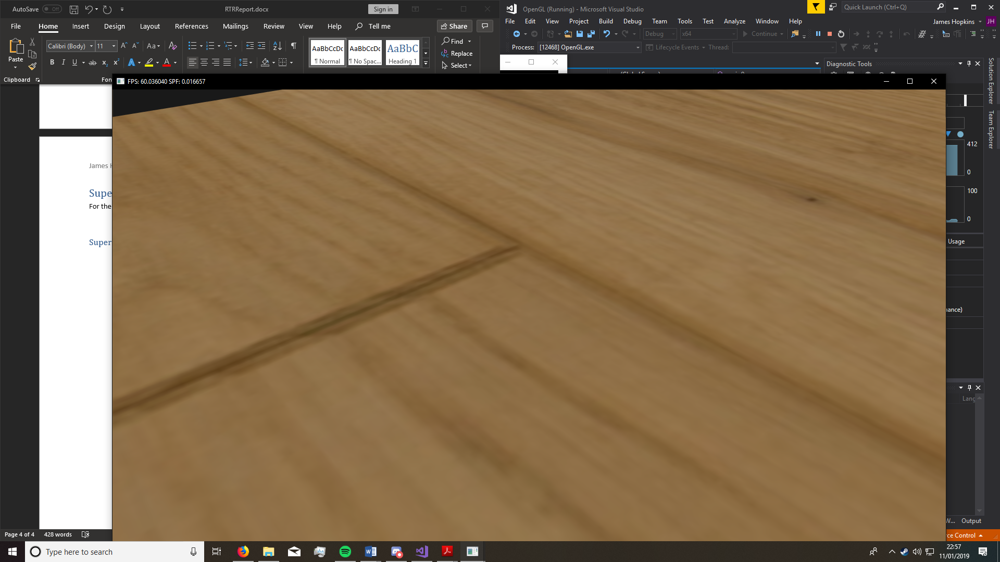 AutoSave Off RTRReport.docx Sign in
File Home Insert Design Layout References Mailings Review View Help Tell me Share
Paste
Calibri (Body) 11 Aa
B I U ab x₂ x² A A
AaBbCcDc AaBbCcDc AaBbC
¶ Normal ¶ No Spac... Heading 1
Find
Replace
Select
Clipboard Fon
OpenGL (Running) - Microsoft Visual Studio Quick Launch (Ctrl+Q)
File Edit View Project Build Debug Team Tools Test Analyze Window Help James Hopkins JH
Debug x64 Continue
Process: [12468] OpenGL.exe Lifecycle Events Thread:
Diagnostic Tools
Solution Explorer
Team Explorer
FPS: 60.036040 SPF: 0.016657
412
0
100
0
Usage
nance)
Lang
W... Output
rce Control
James H
Supe
For the
Super
Page 4 of 4 428 words
Type here to search
22:57
11/01/2019